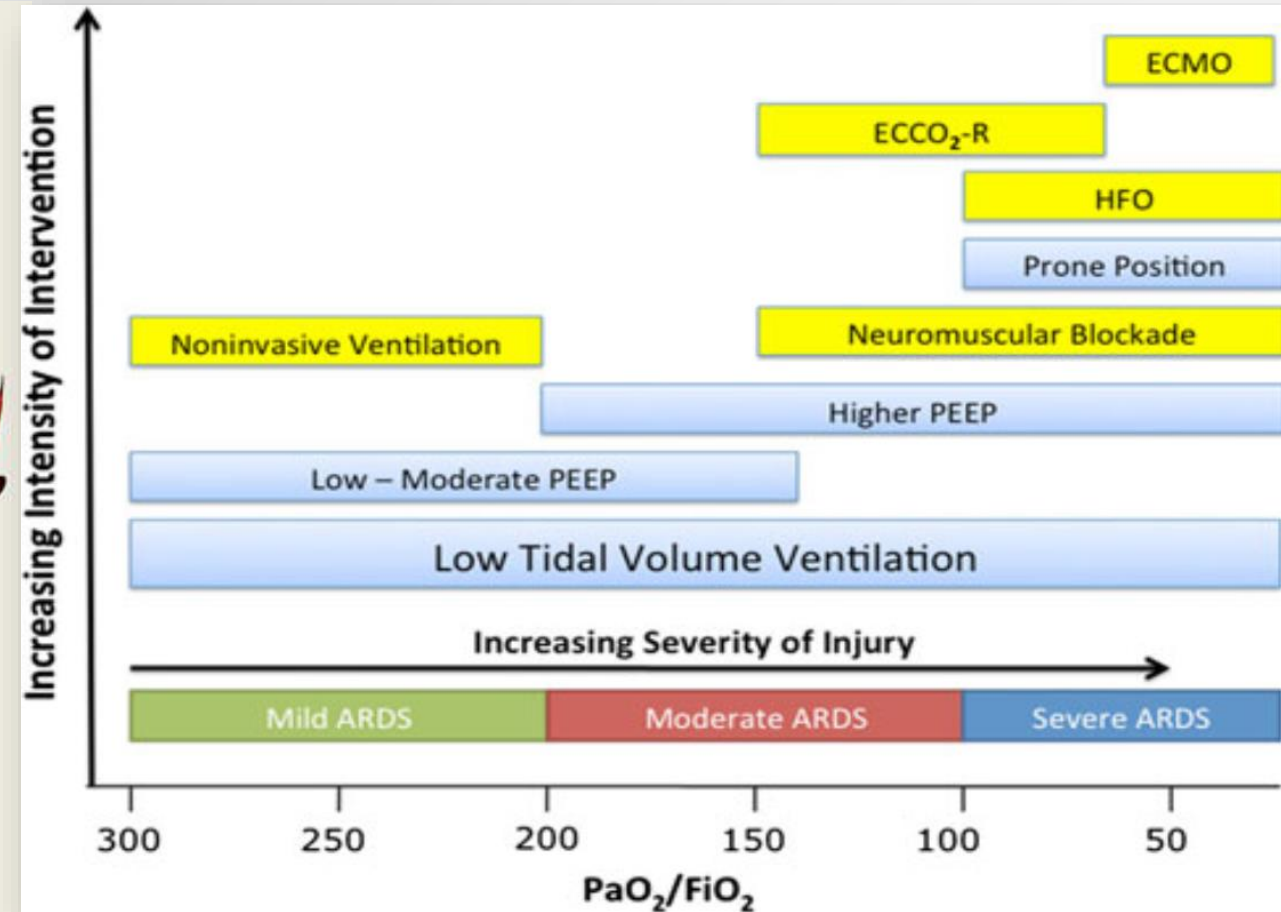 Increasing Intensity of Intervention
ECMO
ECCO₂-R
HFO
Prone Position
Noninvasive Ventilation
Neuromuscular Blockade
Higher PEEP
Low – Moderate PEEP
Low Tidal Volume Ventilation
Increasing Severity of Injury
Mild ARDS
Moderate ARDS
Severe ARDS
300
250
200
150
100
50
PaO₂/FiO₂